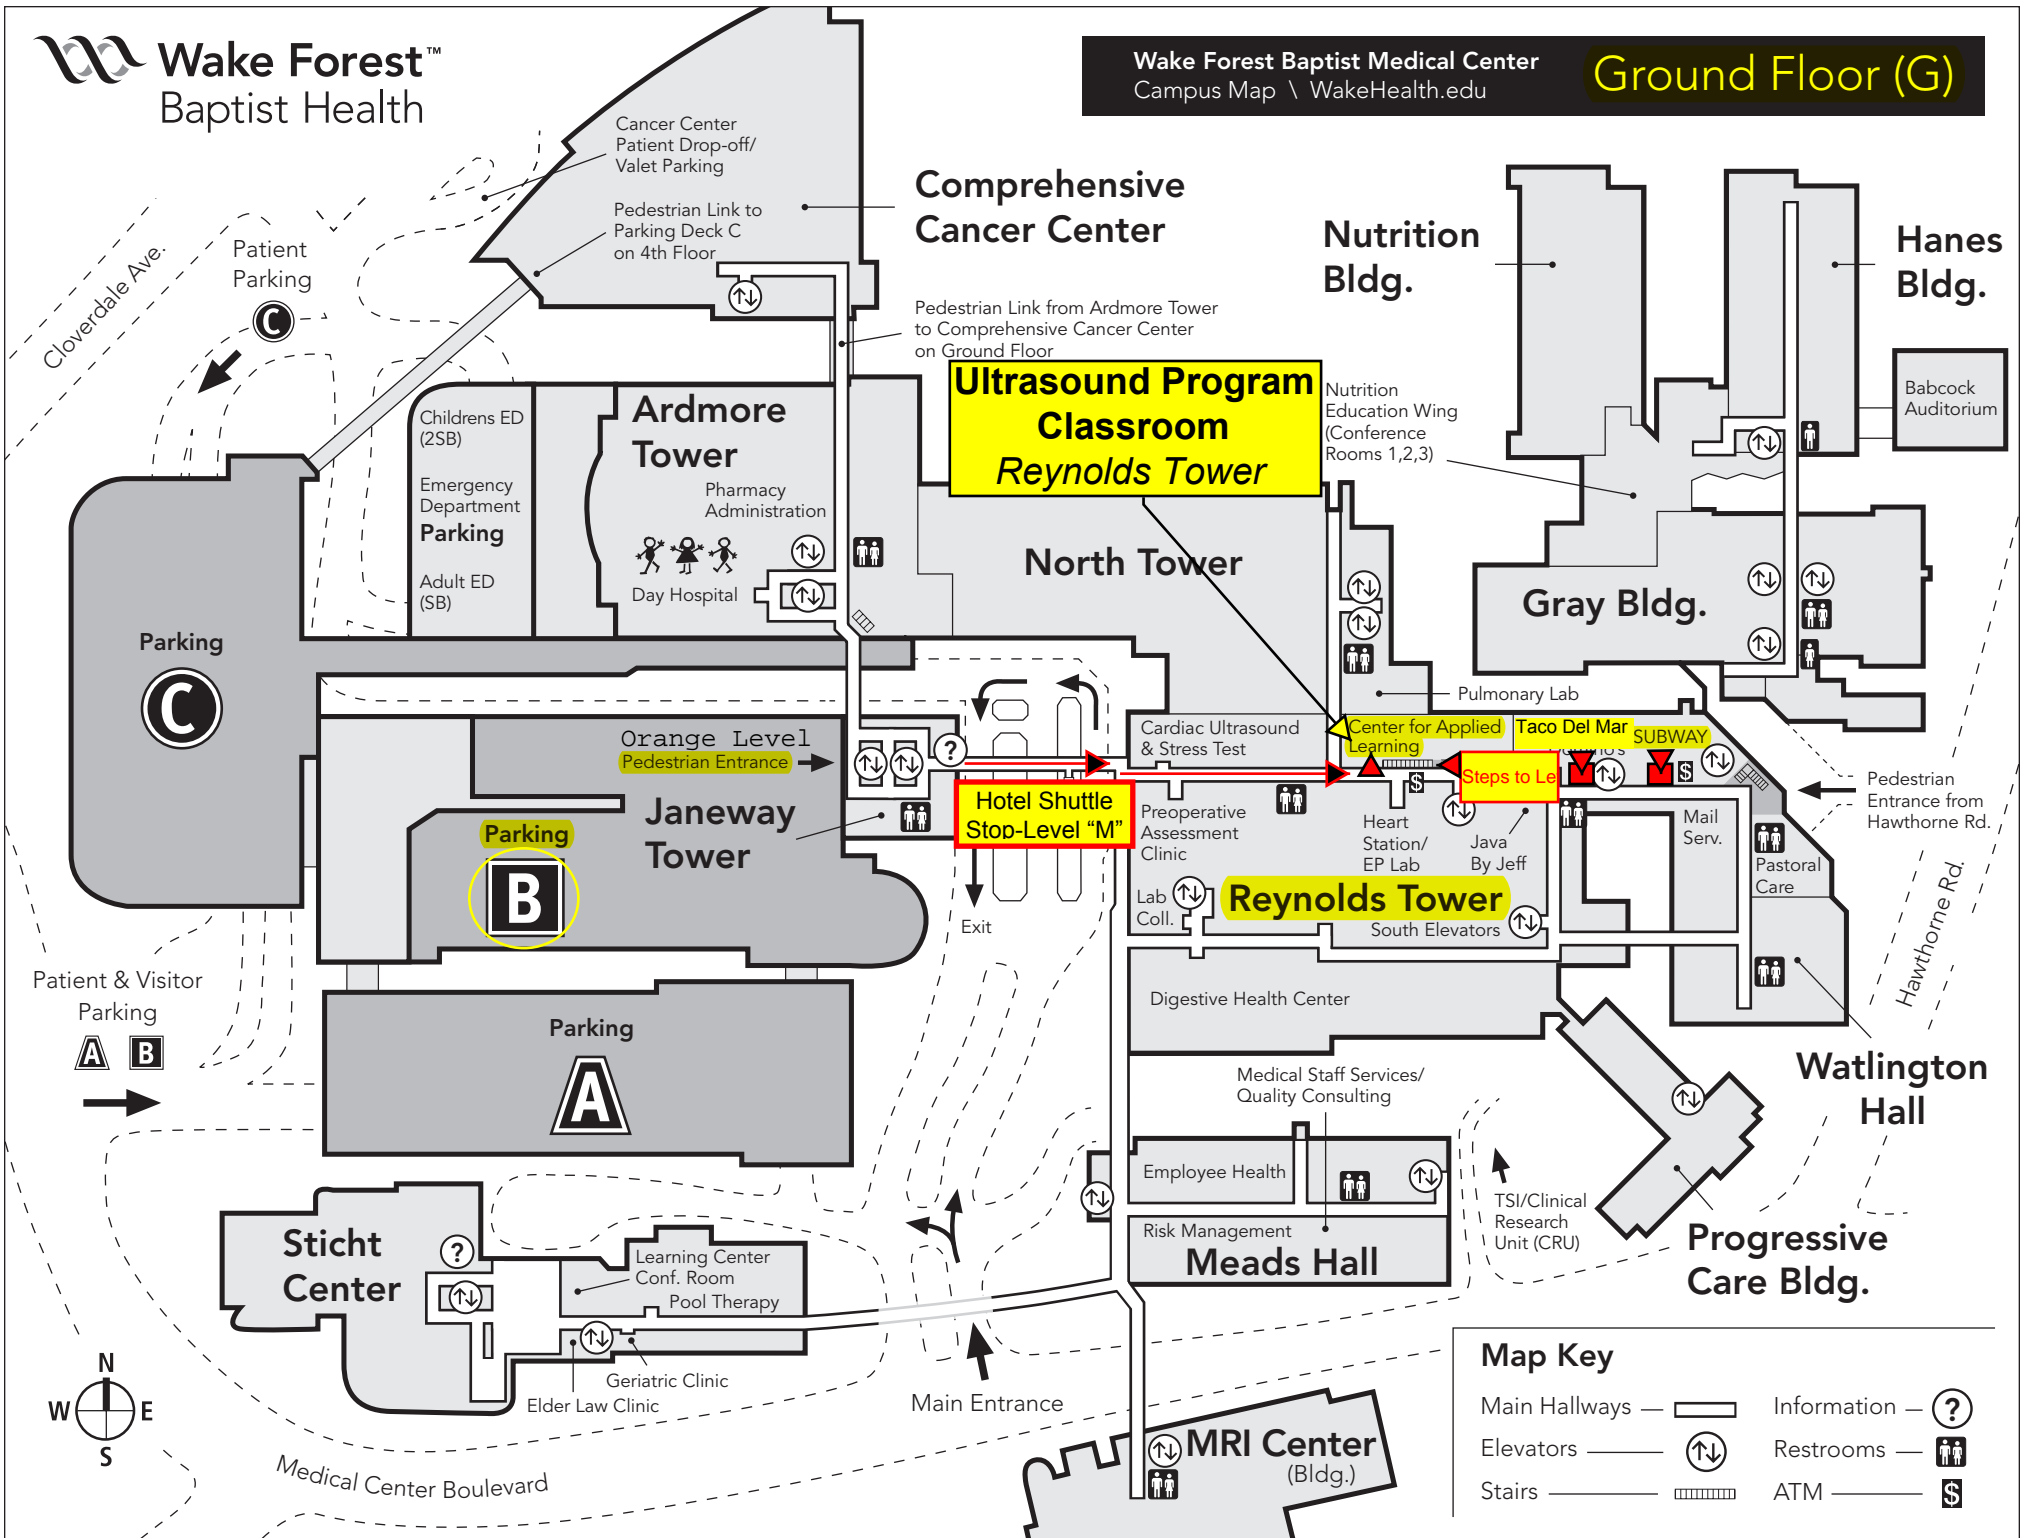 Wake Forest™
Baptist Health
Wake Forest Baptist Medical Center
Campus Map \ WakeHealth.edu
Ground Floor (G)
Cancer Center
Patient Drop-off/
Valet Parking
Pedestrian Link to
Parking Deck C
on 4th Floor
Comprehensive
Cancer Center
Nutrition
Bldg.
Hanes
Bldg.
Cloverdale Ave.
Patient
Parking
C
Pedestrian Link from Ardmore Tower
to Comprehensive Cancer Center
on Ground Floor
Ultrasound Program
Classroom
Reynolds Tower
Nutrition
Education Wing
(Conference
Rooms 1,2,3)
Babcock
Auditorium
Childrens ED
(2SB)
Emergency
Department
Parking
Adult ED
(SB)
Ardmore
Tower
Pharmacy
Administration
Day Hospital
North Tower
Gray Bldg.
Parking
C
Pulmonary Lab
Orange Level
Pedestrian Entrance
?
Cardiac Ultrasound
& Stress Test
Center for Applied
Learning
Taco Del Mar
SUBWAY
Steps to Le
$
$
Hotel Shuttle
Stop-Level “M”
Janeway
Tower
Parking
B
Preoperative
Assessment
Clinic
Heart
Station/
EP Lab
Java
By Jeff
Mail
Serv.
Pastoral
Care
Pedestrian
Entrance from
Hawthorne Rd.
Lab
Coll.
Reynolds Tower
South Elevators
Exit
Hawthorne Rd.
Patient & Visitor
Parking
A B
Parking
A
Digestive Health Center
Medical Staff Services/
Quality Consulting
Watlington
Hall
Employee Health
Risk Management
Meads Hall
TSI/Clinical
Research
Unit (CRU)
Progressive
Care Bldg.
Sticht
Center
?
Learning Center
Conf. Room
Pool Therapy
Geriatric Clinic
Elder Law Clinic
Main Entrance
N
W E
S
Medical Center Boulevard
MRI Center
(Bldg.)
Map Key
Main Hallways
Information ?
Elevators
Restrooms
Stairs
ATM $